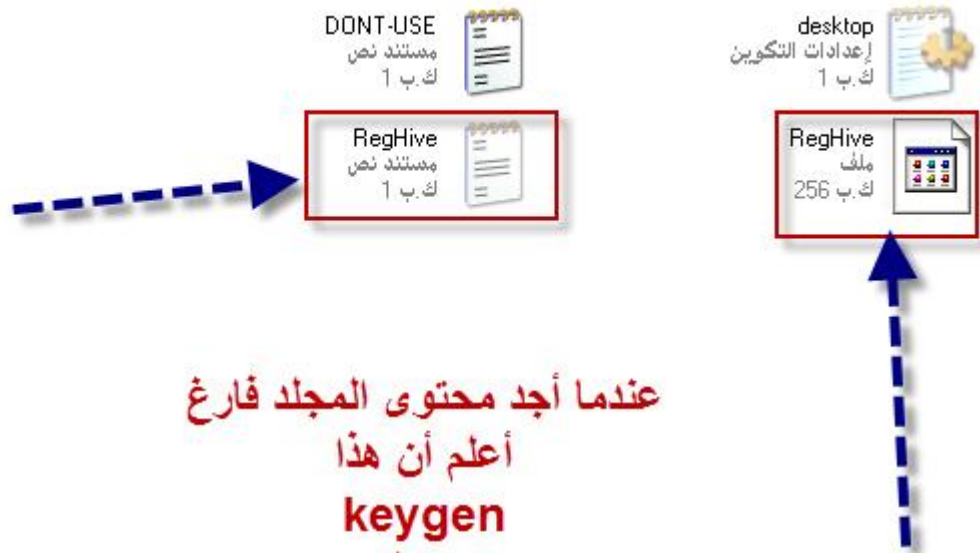 desktop
إعدادات التكوين
1 ك.ب
DONT-USE
مستند نص
1 ك.ب
RegHive
ملف
256 ك.ب
RegHive
مستند نص
1 ك.ب
عندما أجد محتوى المجلد فارغ
أعلم أن هذا
keygen